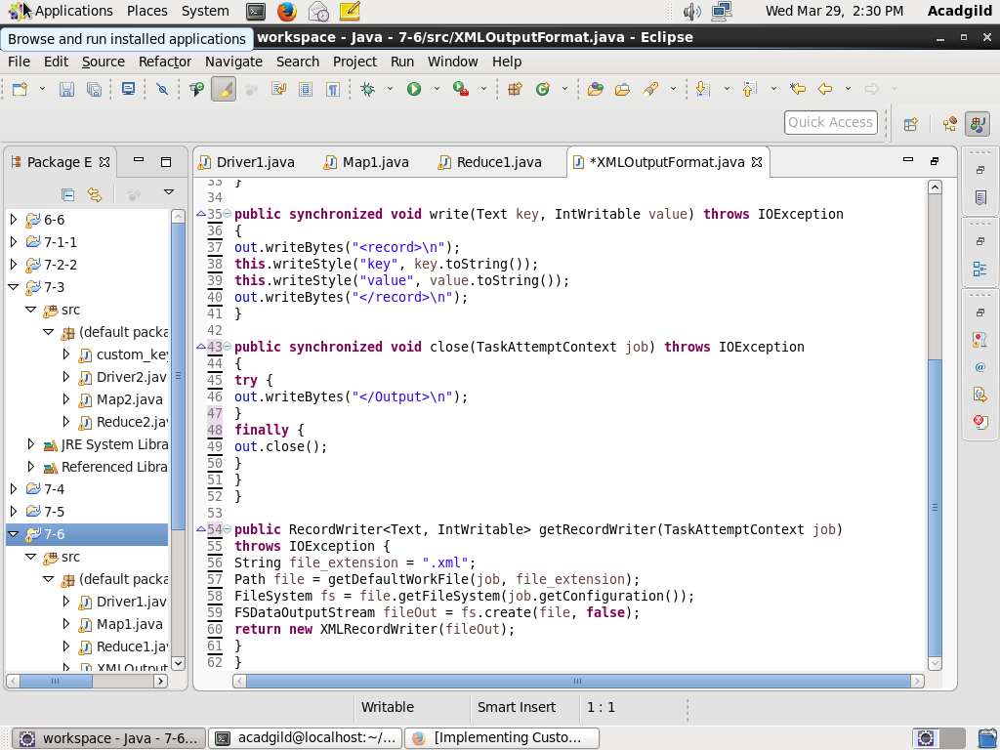 Applications Places System Wed Mar 29, 2:30 PM Acadgild
Browse and run installed applications
workspace - Java - 7-6/src/XMLOutputFormat.java - Eclipse
File Edit Source Refactor Navigate Search Project Run Window Help
Quick Access
Package E
Driver1.java Map1.java Reduce1.java *XMLOutputFormat.java
6-6
7-1-1
7-2-2
7-3
src
(default packa
custom_key
Driver2.jav
Map2.java
Reduce2.ja
JRE System Libra
Referenced Libra
7-4
7-5
7-6
src
(default packa
Driver1.jav
Map1.java
Reduce1.ja
XMLOutput
33 }
34
35 public synchronized void write(Text key, IntWritable value) throws IOException
36 {
37 out.writeBytes("<record>\n");
38 this.writeStyle("key", key.toString());
39 this.writeStyle("value", value.toString());
40 out.writeBytes("</record>\n");
41 }
42
43 public synchronized void close(TaskAttemptContext job) throws IOException
44 {
45 try {
46 out.writeBytes("</Output>\n");
47 }
48 finally {
49 out.close();
50 }
51 }
52 }
53
54 public RecordWriter<Text, IntWritable> getRecordWriter(TaskAttemptContext job)
55 throws IOException {
56 String file_extension = ".xml";
57 Path file = getDefaultWorkFile(job, file_extension);
58 FileSystem fs = file.getFileSystem(job.getConfiguration());
59 FSDataOutputStream fileOut = fs.create(file, false);
60 return new XMLRecordWriter(fileOut);
61 }
62 }
Writable Smart Insert 1 : 1
workspace - Java - 7-6... acadgild@localhost:~/... [Implementing Custo...